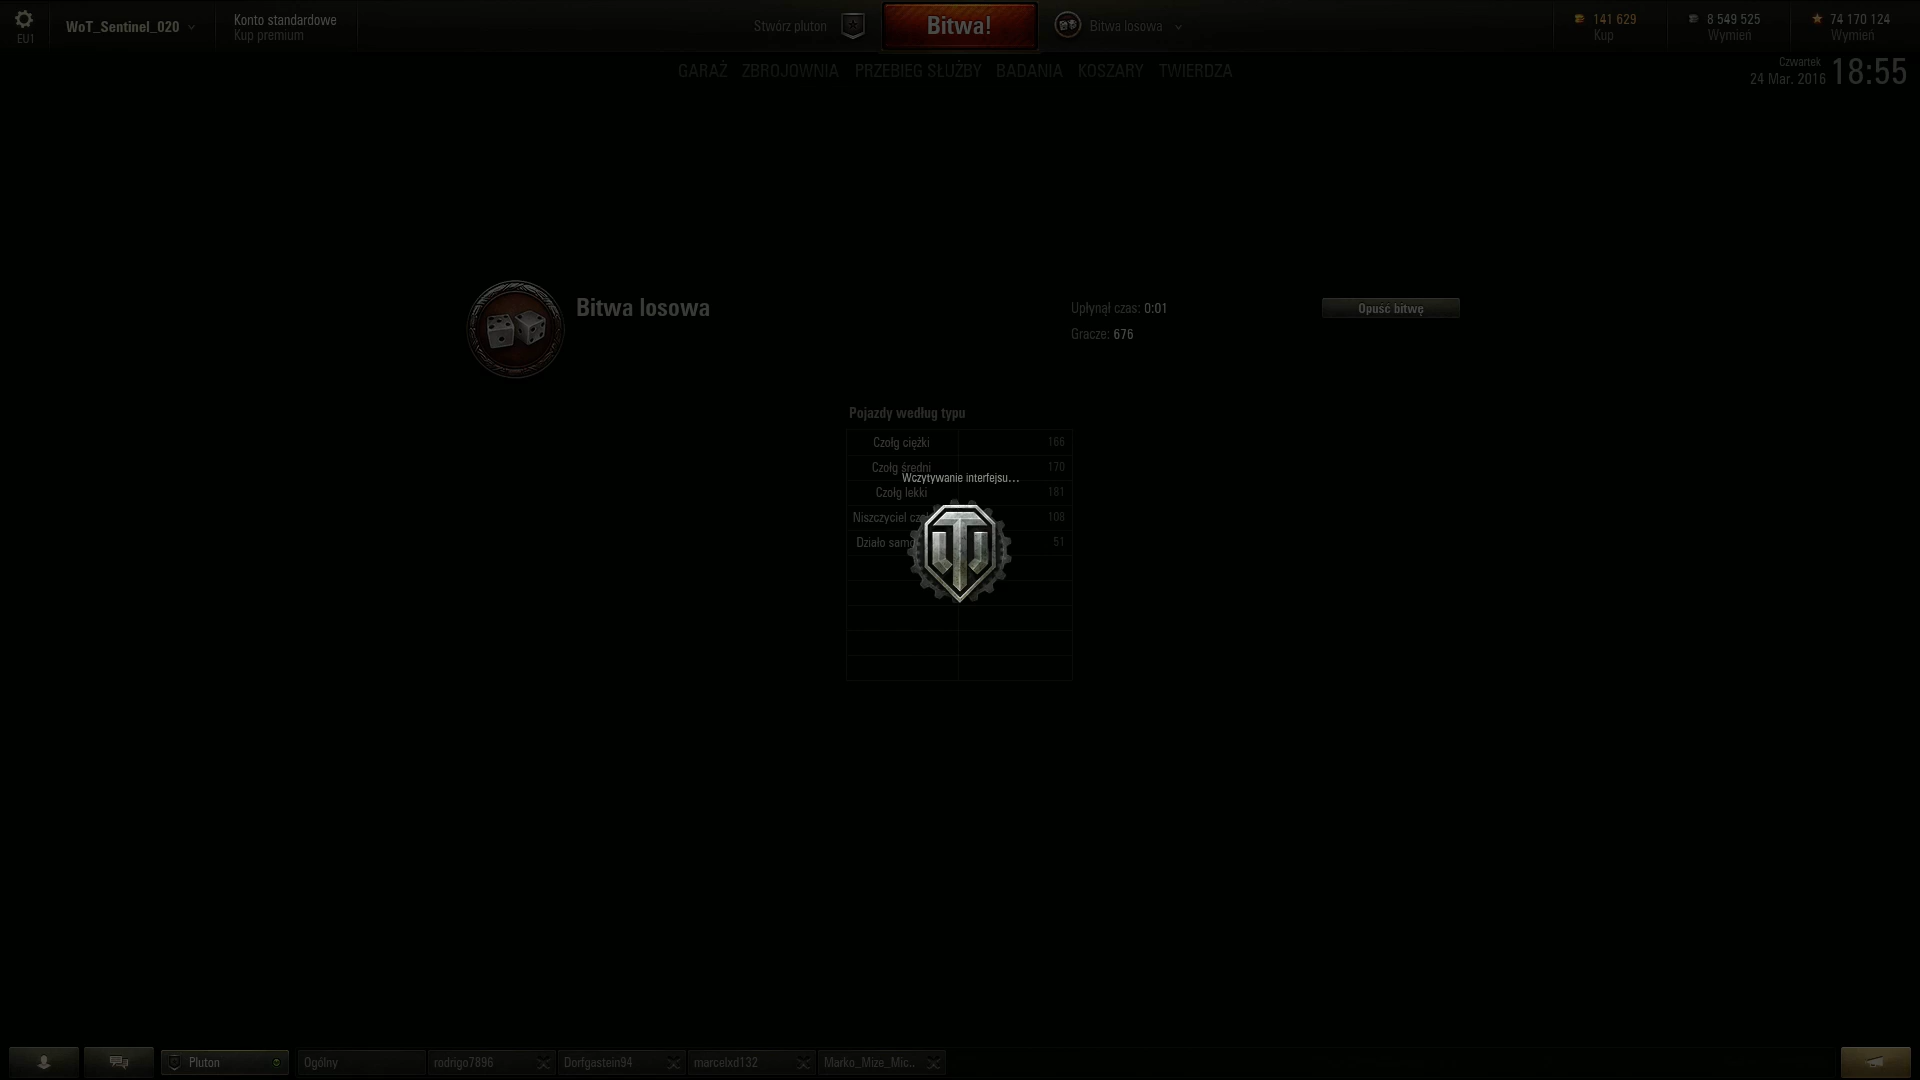 EU1
WoT_Sentinel_020
Konto standardowe
Kup premium
Stwórz pluton
Bitwa!
Bitwa losowa
141 629
Kup
8 549 525
Wymień
74 170 124
Wymień
GARAŻ ZBROJOWNIA PRZEBIEG SŁUŻBY BADANIA KOSZARY TWIERDZA
Czwartek
24 Mar. 2016
18:55
Bitwa losowa
Upłynął czas: 0:01
Gracze: 676
Opuść bitwę
Pojazdy według typu
Czołg ciężki 166
Czołg średni 170
Wczytywanie interfejsu...
Czołg lekki 181
Niszczyciel 108
Działo 51
Pluton
Ogólny
rodrigo7896
Dorfgastein94
marcelxd132
Marko_Mize_Mic..